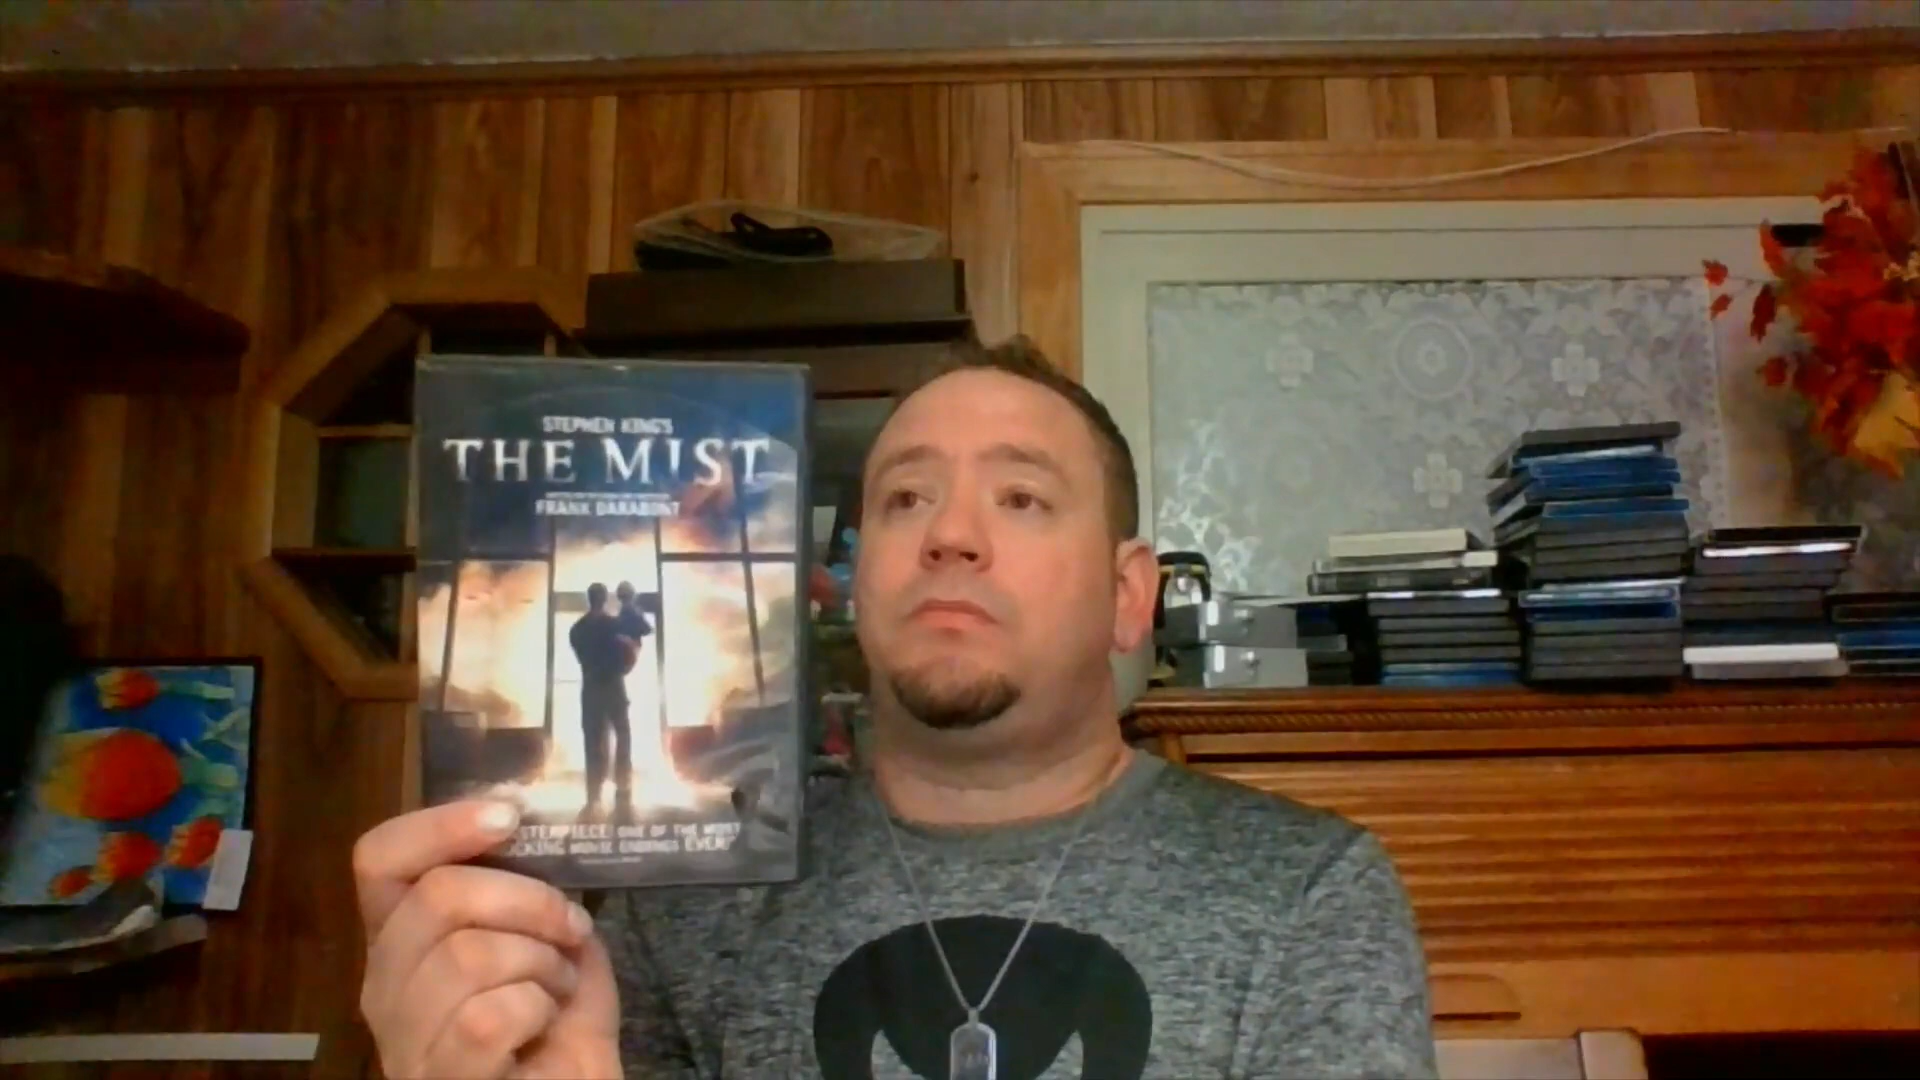 STEPHEN KING'S
THE MIST
FRANK DARABONT
ONE OF THE MOST
MOVIE ENDINGS EVER!"